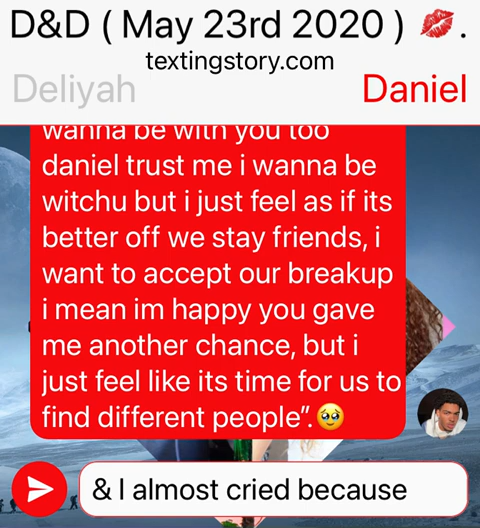 D&D ( May 23rd 2020 ) 💋.
textingstory.com
Deliyah Daniel
wanna be with you too
daniel trust me i wanna be
witchu but i just feel as if its
better off we stay friends, i
want to accept our breakup
i mean im happy you gave
me another chance, but i
just feel like its time for us to
find different people”.🥺
& I almost cried because